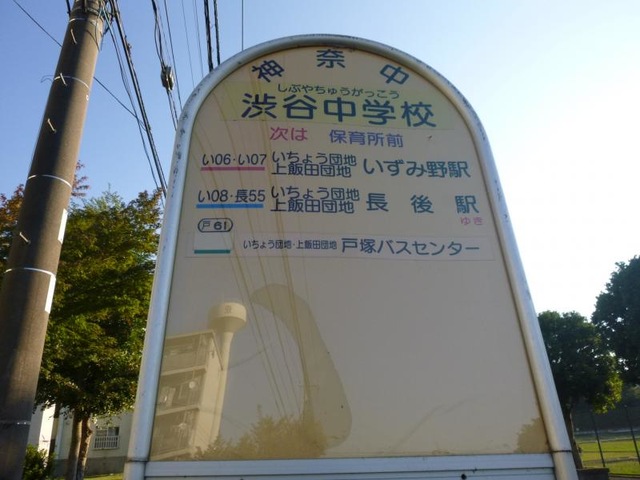 神奈中
しぶやちゅうがっこう
渋谷中学校
次は 保育所前
い06・い07 いちょう団地 上飯田団地 いずみ野駅
い08・長55 いちょう団地 上飯田団地 長後駅
ゆき
戸61
いちょう団地・上飯田団地 戸塚バスセンター